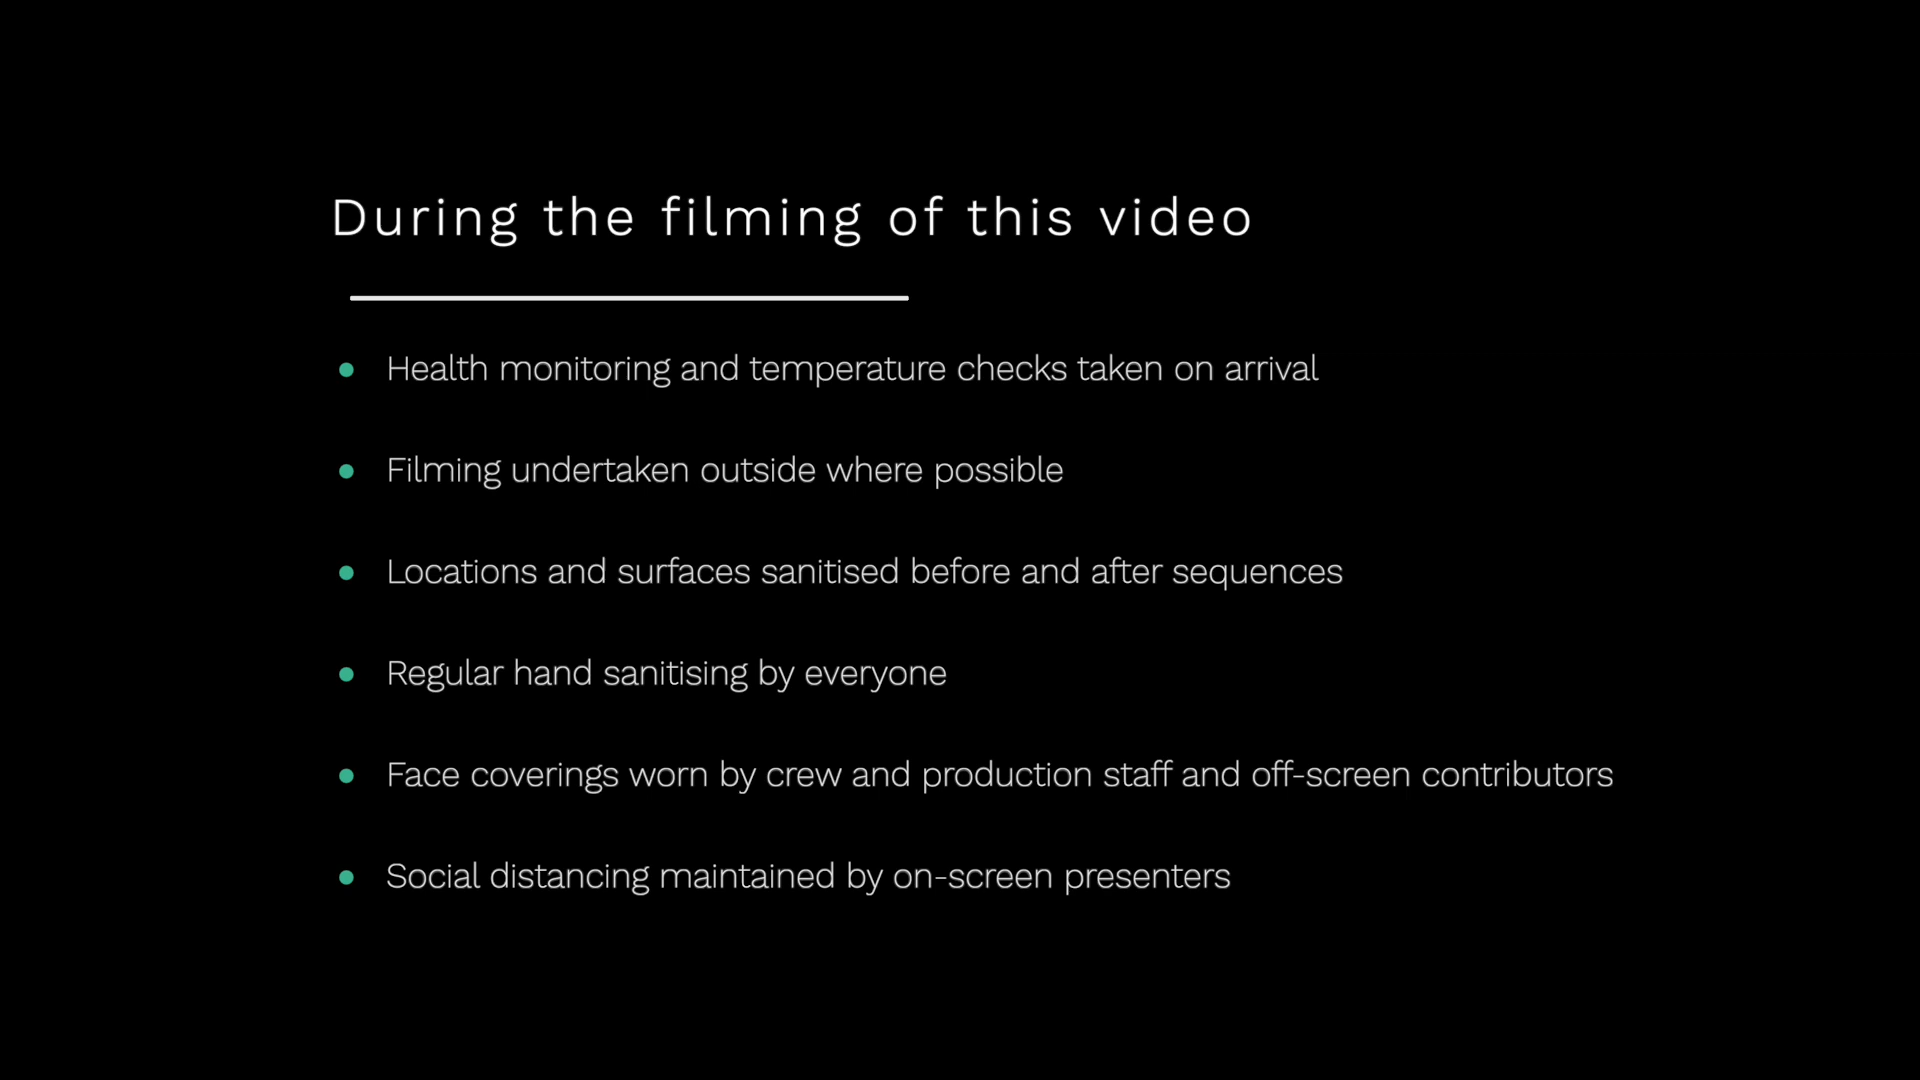 During the filming of this video
Health monitoring and temperature checks taken on arrival
Filming undertaken outside where possible
Locations and surfaces sanitised before and after sequences
Regular hand sanitising by everyone
Face coverings worn by crew and production staff and off-screen contributors
Social distancing maintained by on-screen presenters